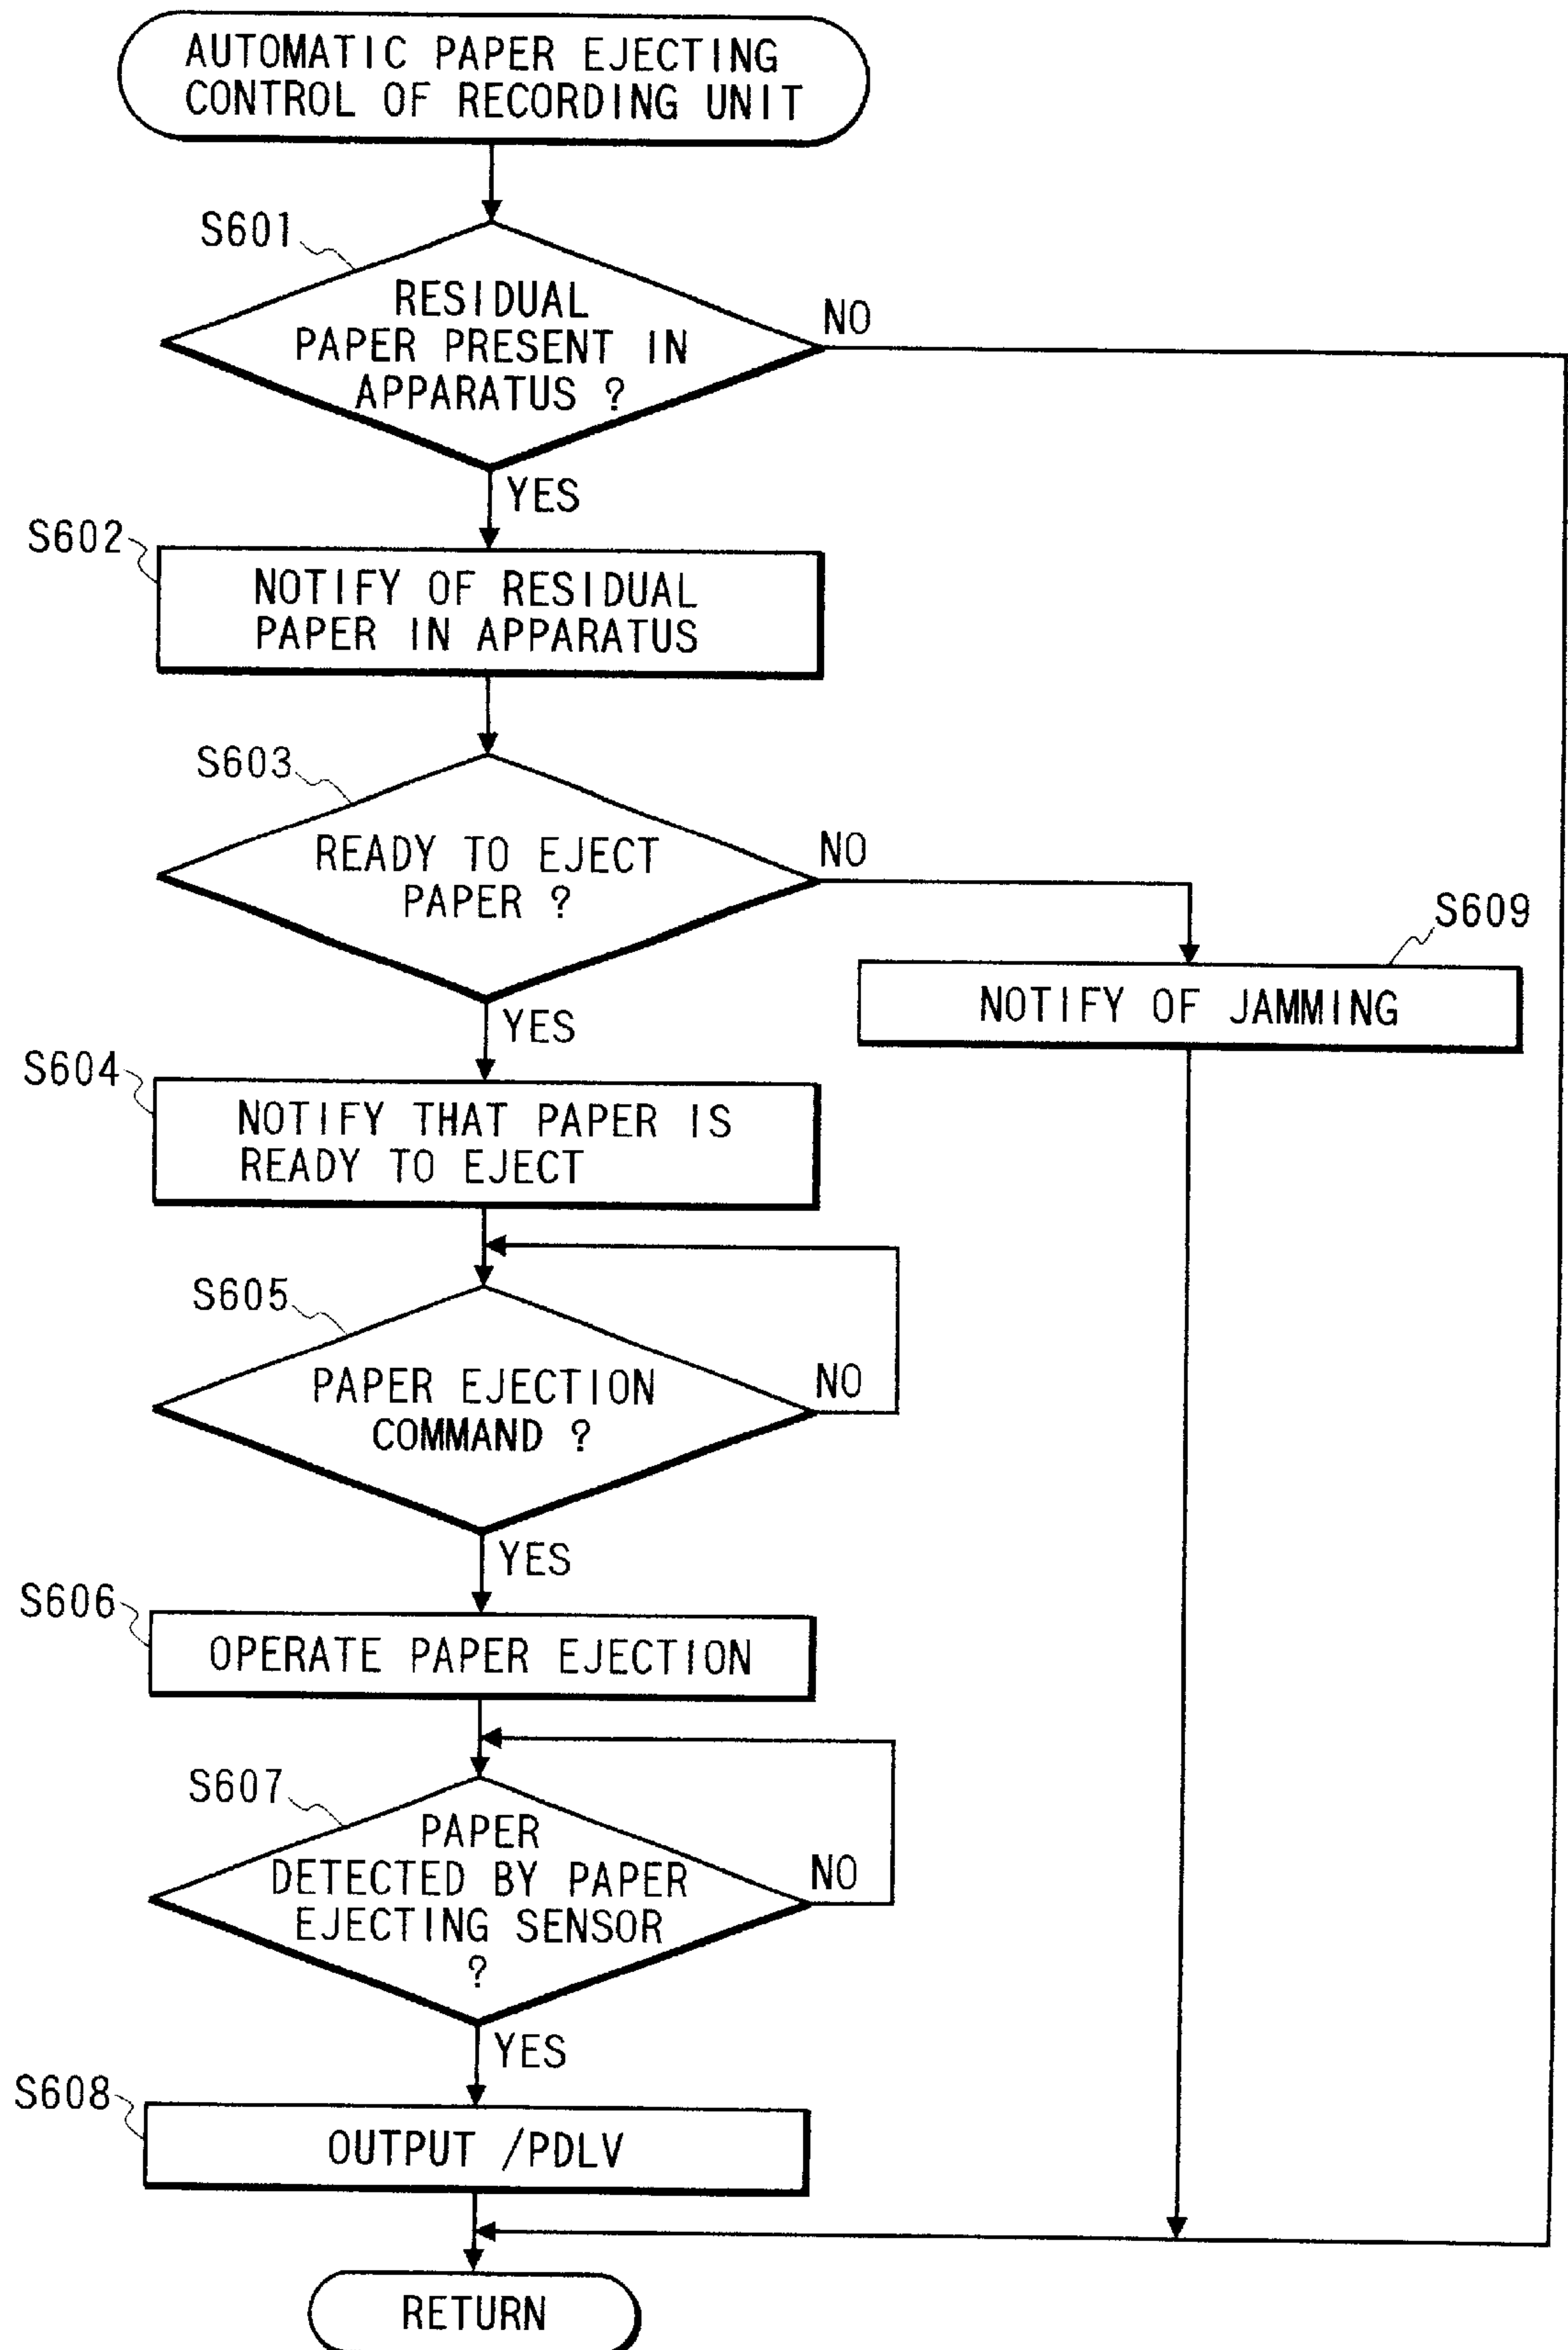 AUTOMATIC PAPER EJECTING
CONTROL OF RECORDING UNIT
S601
RESIDUAL
PAPER PRESENT IN
APPARATUS ?
NO
YES
S602
NOTIFY OF RESIDUAL
PAPER IN APPARATUS
S603
READY TO EJECT
PAPER ?
NO
YES
S609
NOTIFY OF JAMMING
S604
NOTIFY THAT PAPER IS
READY TO EJECT
S605
PAPER EJECTION
COMMAND ?
NO
YES
S606
OPERATE PAPER EJECTION
S607
PAPER
DETECTED BY PAPER
EJECTING SENSOR
?
NO
YES
S608
OUTPUT /PDLV
RETURN